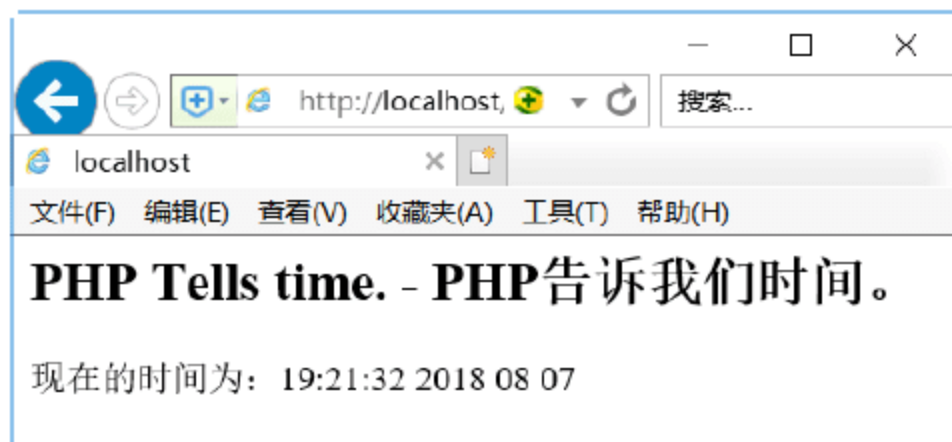 http://localhost, 搜索...
localhost
文件(F) 编辑(E) 查看(V) 收藏夹(A) 工具(T) 帮助(H)
PHP Tells time. - PHP告诉我们时间。
现在的时间为：19:21:32 2018 08 07